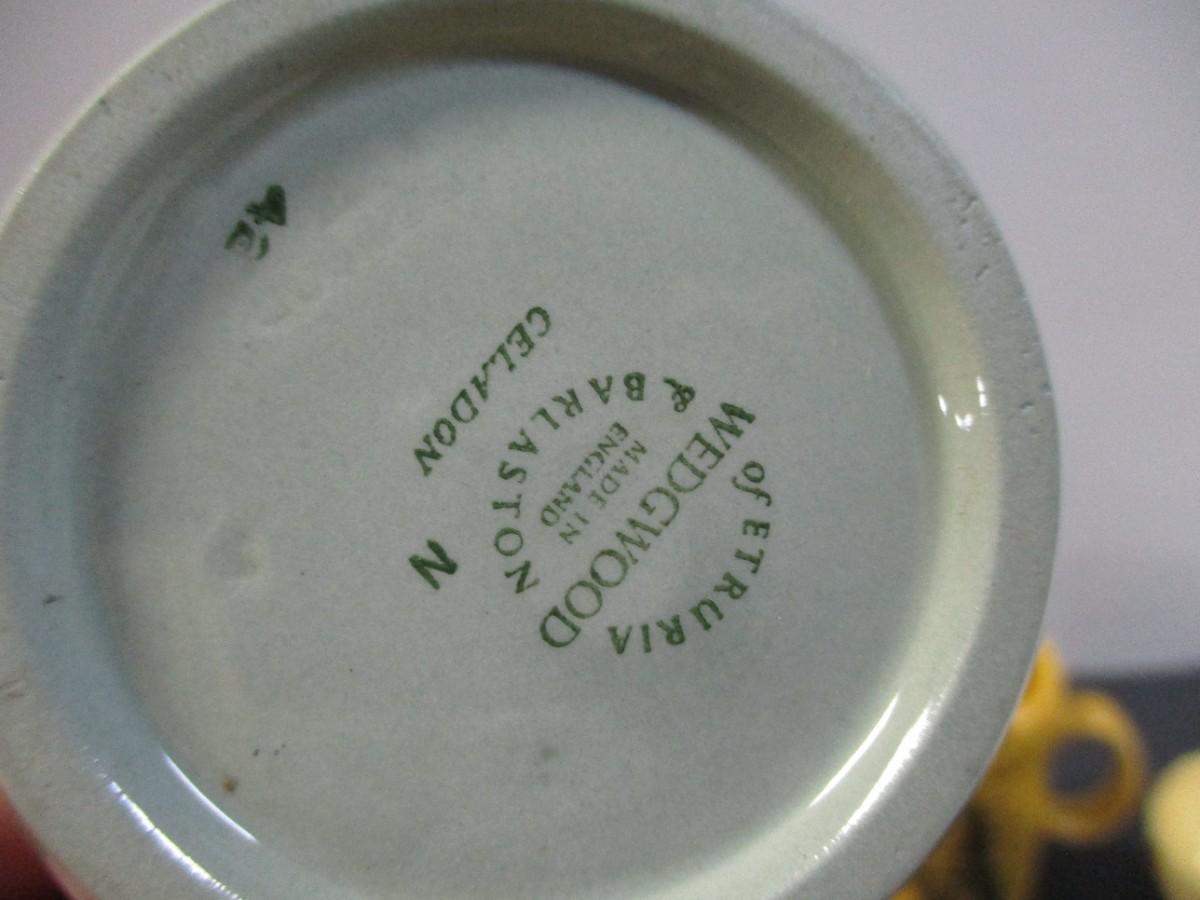 CELADON
of ETRURIA
WEDGWOOD
MADE IN
ENGLAND
& BARLASTON
N